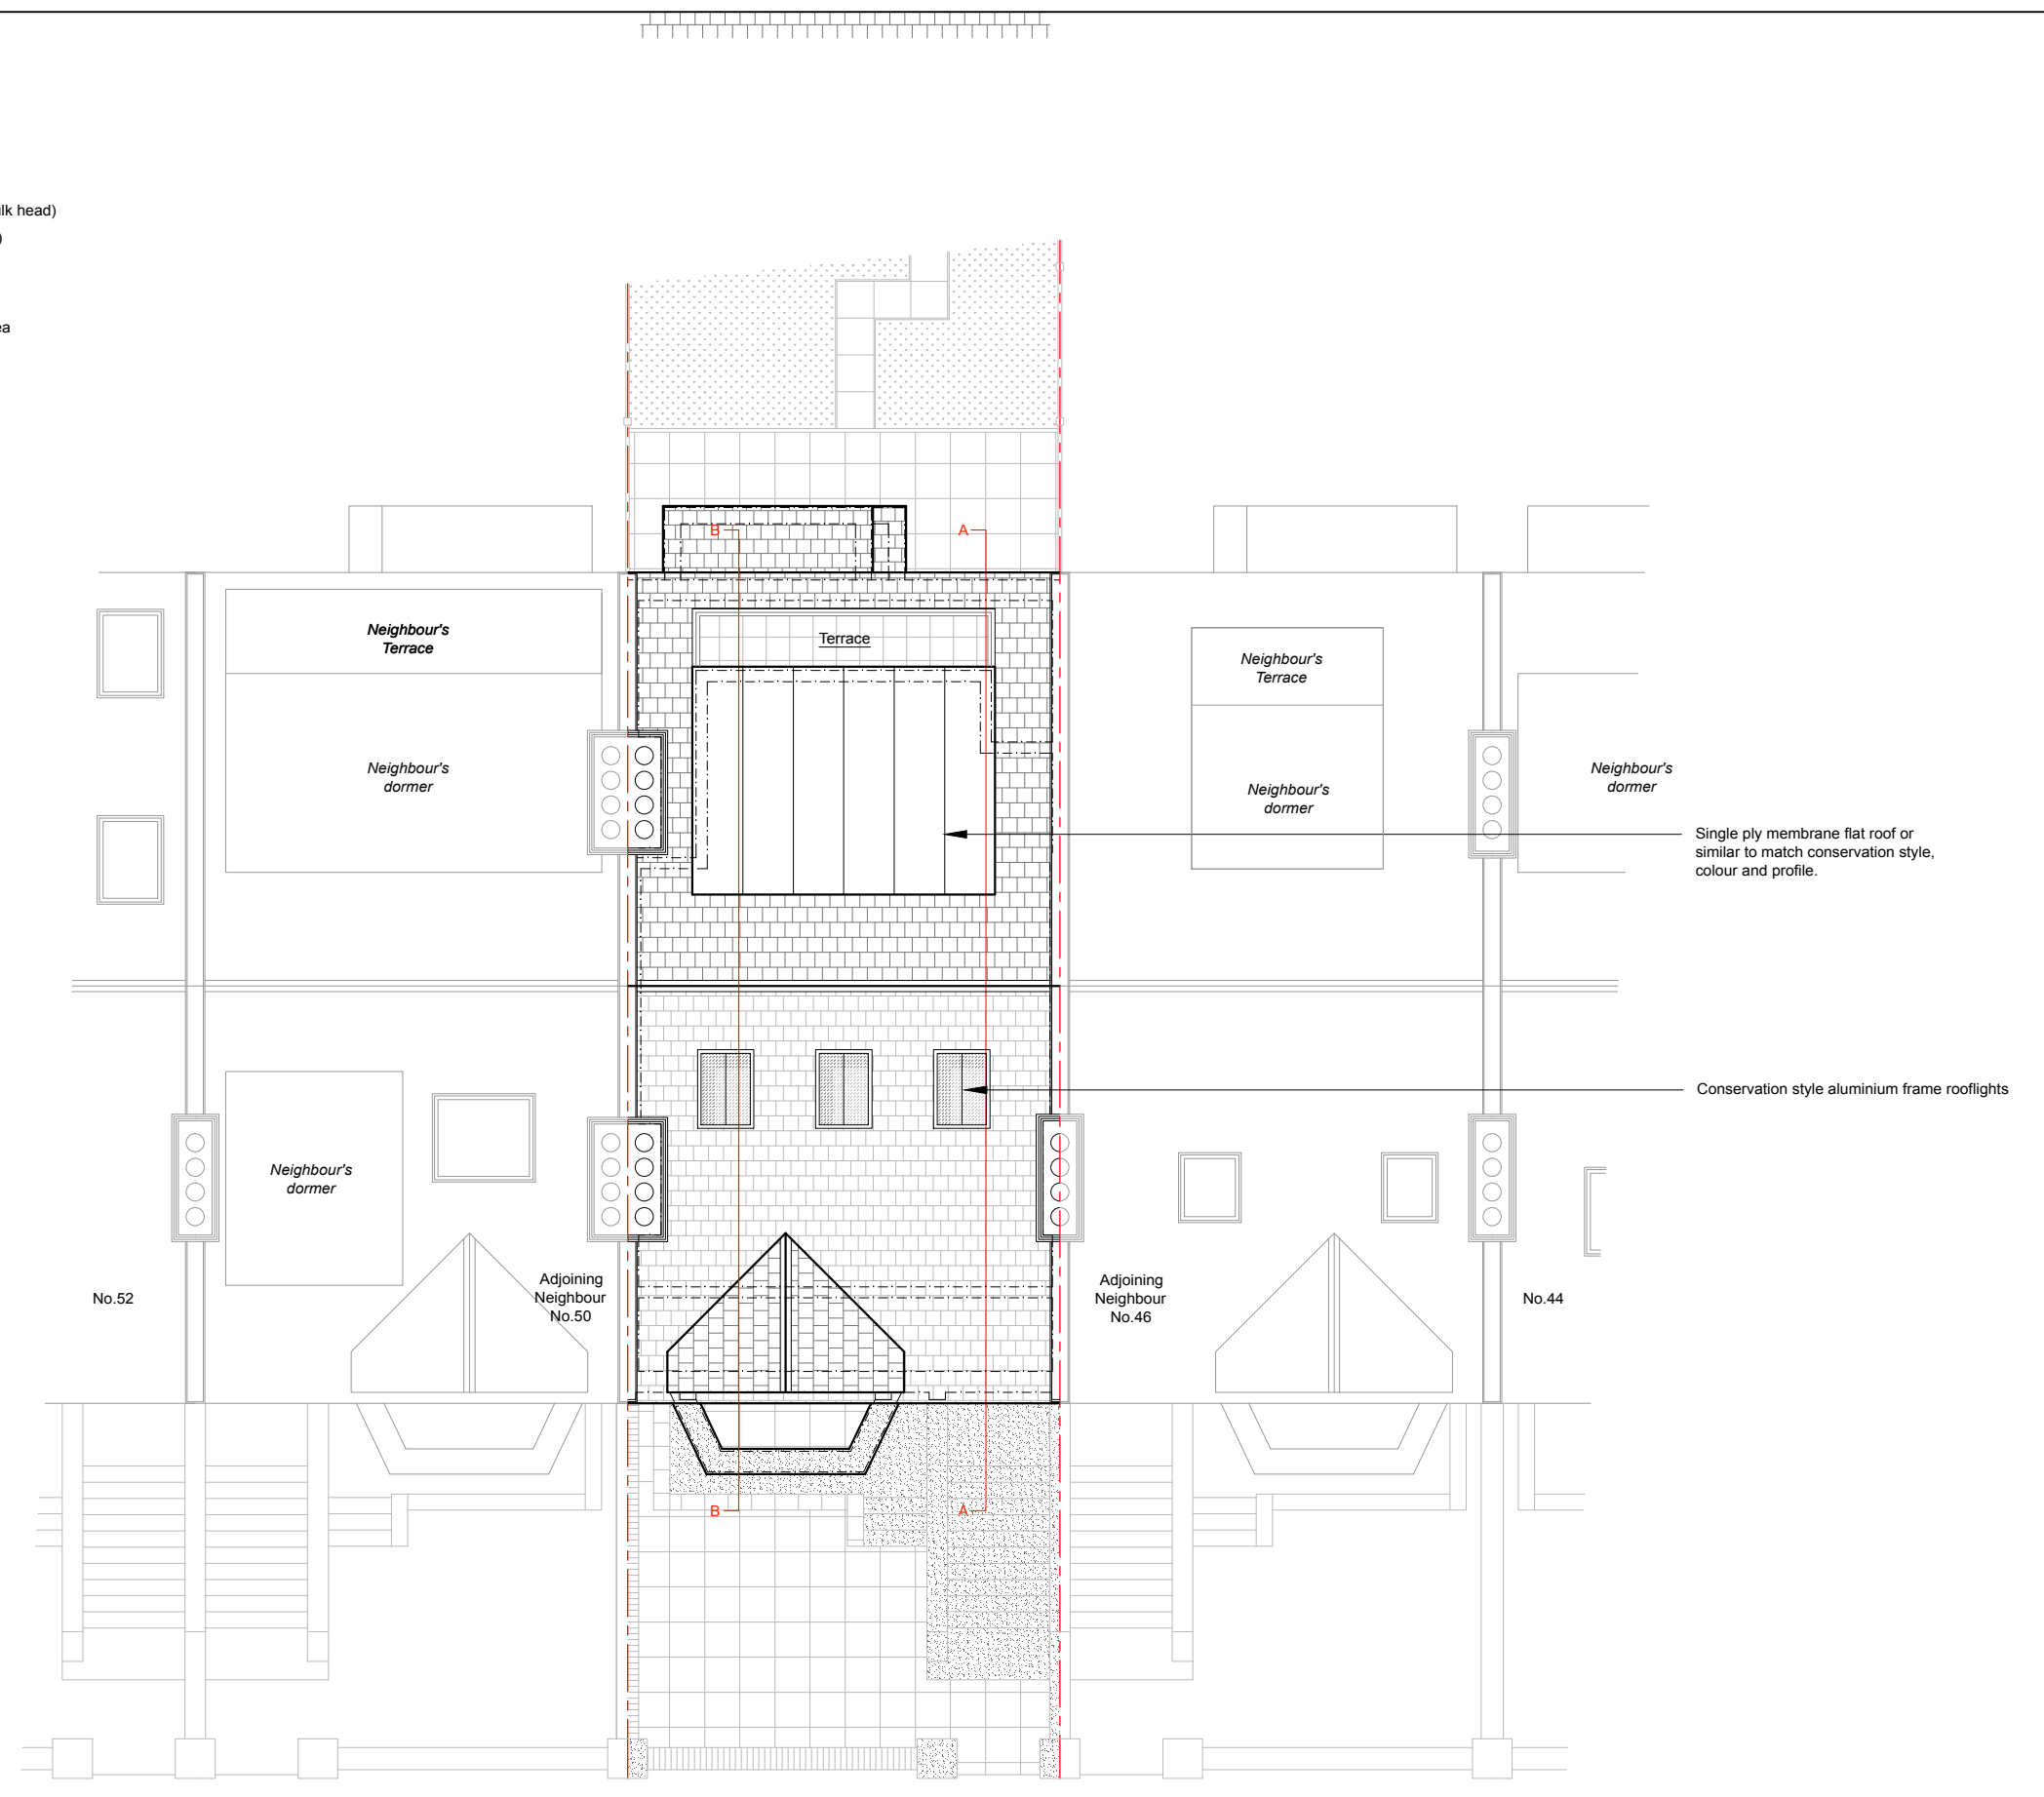 lk head)
)
ea
B
A
Neighbour's
Terrace
Terrace
Neighbour's
Terrace
Neighbour's
dormer
Neighbour's
dormer
Neighbour's
dormer
Single ply membrane flat roof or
similar to match conservation style,
colour and profile.
Conservation style aluminium frame rooflights
Neighbour's
dormer
No.52
Adjoining
Neighbour
No.50
Adjoining
Neighbour
No.46
No.44
B
A